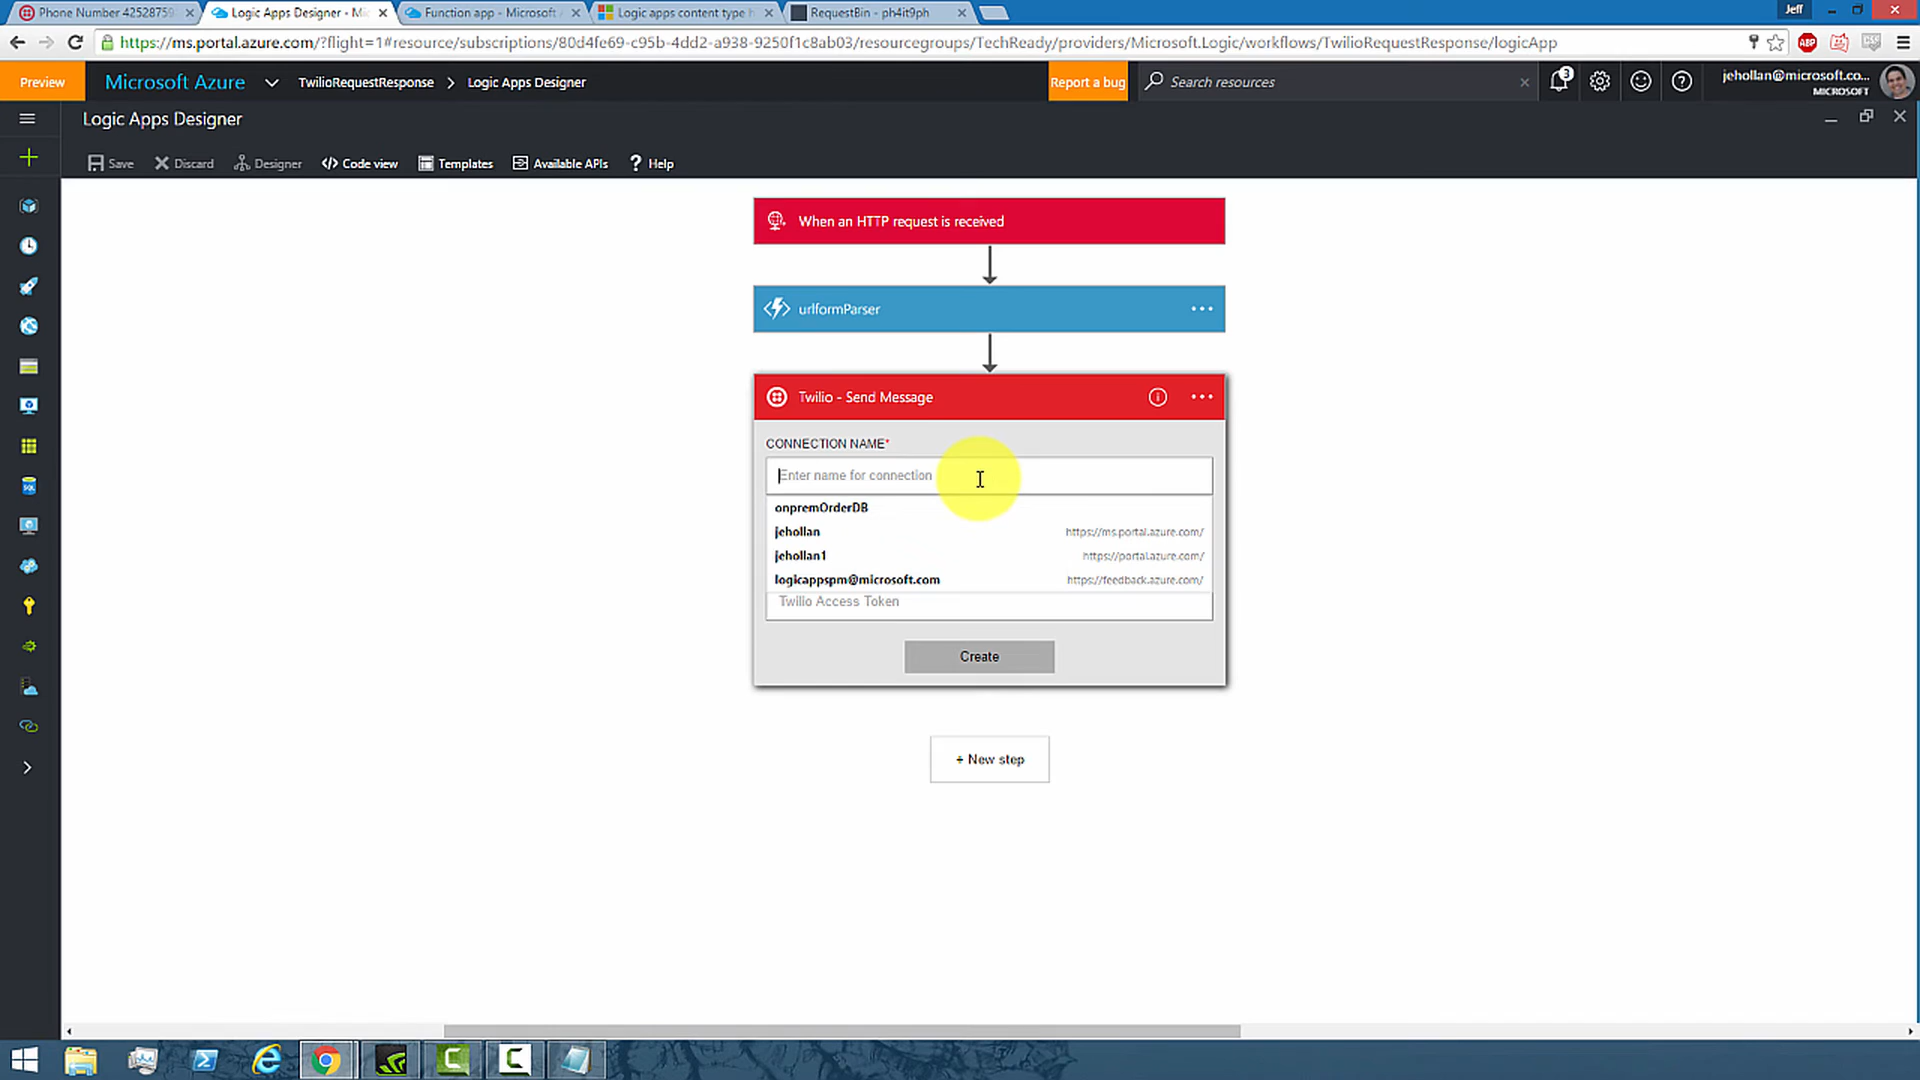 Phone Number 42528759
Logic Apps Designer - Mi
Function app - Microsoft A
Logic apps content type h
RequestBin - ph4it9ph
Jeff
https://ms.portal.azure.com/?flight=1#resource/subscriptions/80d4fe69-c95b-4dd2-a938-9250f1c8ab03/resourcegroups/TechReady/providers/Microsoft.Logic/workflows/TwilioRequestResponse/logicApp
ABP
Preview
Microsoft Azure
TwilioRequestResponse > Logic Apps Designer
Report a bug
Search resources
3
jehollan@microsoft.co...
MICROSOFT
Logic Apps Designer
Save
Discard
Designer
Code view
Templates
Available APIs
? Help
When an HTTP request is received
urlformParser
Twilio - Send Message
CONNECTION NAME*
Enter name for connection
onpremOrderDB
jehollan https://ms.portal.azure.com/
jehollan1 https://portal.azure.com/
logicappspm@microsoft.com https://feedback.azure.com/
Twilio Access Token
Create
+ New step